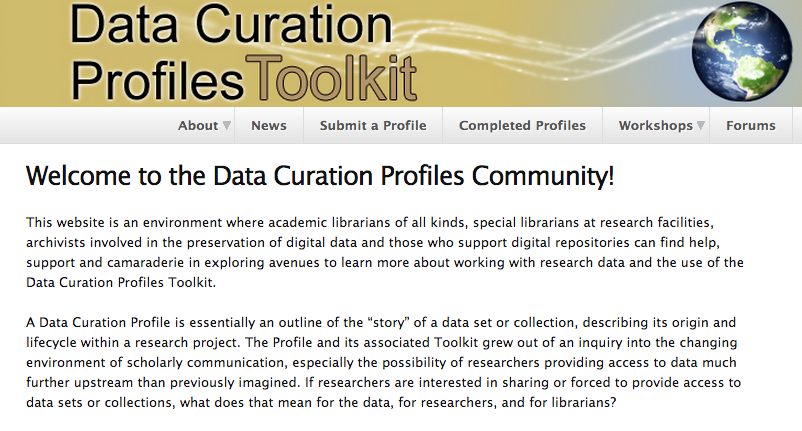 Data Curation
Profiles Toolkit
About News Submit a Profile Completed Profiles Workshops Forums
Welcome to the Data Curation Profiles Community!
This website is an environment where academic librarians of all kinds, special librarians at research facilities,
archivists involved in the preservation of digital data and those who support digital repositories can find help,
support and camaraderie in exploring avenues to learn more about working with research data and the use of the
Data Curation Profiles Toolkit.
A Data Curation Profile is essentially an outline of the “story” of a data set or collection, describing its origin and
lifecycle within a research project. The Profile and its associated Toolkit grew out of an inquiry into the changing
environment of scholarly communication, especially the possibility of researchers providing access to data much
further upstream than previously imagined. If researchers are interested in sharing or forced to provide access to
data sets or collections, what does that mean for the data, for researchers, and for librarians?